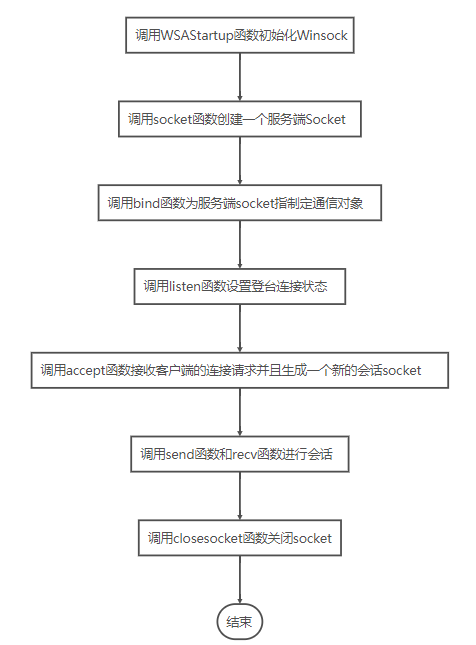 调用WSAStartup函数初始化Winsock
调用socket函数创建一个服务端Socket
调用bind函数为服务端socket指制定通信对象
调用listen函数设置登台连接状态
调用accept函数接收客户端的连接请求并且生成一个新的会话socket
调用send函数和recv函数进行会话
调用closesocket函数关闭socket
结束